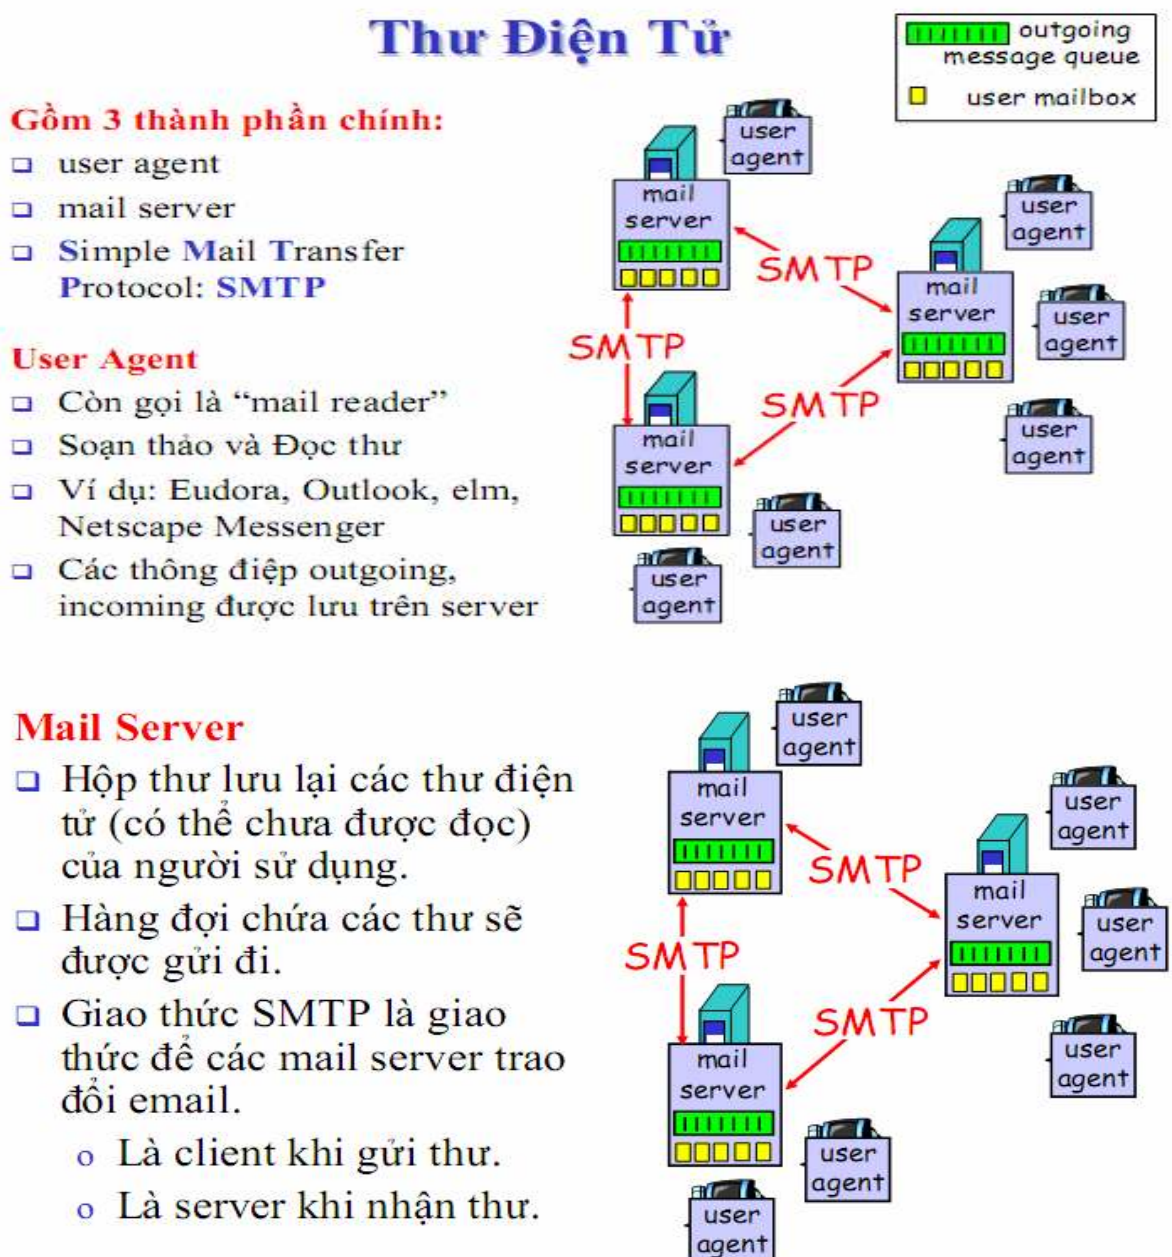 Thư Điện Tử
outgoing
message queue
user mailbox
Gồm 3 thành phần chính:
❑ user agent
❑ mail server
❑ Simple Mail Transfer
Protocol: SMTP
User Agent
❑ Còn gọi là “mail reader”
❑ Soạn thảo và Đọc thư
❑ Ví dụ: Eudora, Outlook, elm,
Netscape Messenger
❑ Các thông điệp outgoing,
incoming được lưu trên server
user
agent
mail
server
SMTP
user
agent
mail
server
user
agent
SMTP
SMTP
user
agent
mail
server
user
agent
user
agent
Mail Server
❑ Hộp thư lưu lại các thư điện
tử (có thể chưa được đọc)
của người sử dụng.
❑ Hàng đợi chứa các thư sẽ
được gửi đi.
❑ Giao thức SMTP là giao
thức để các mail server trao
đổi email.
o Là client khi gửi thư.
o Là server khi nhận thư.
user
agent
mail
server
SMTP
user
agent
mail
server
user
agent
SMTP
SMTP
user
agent
mail
server
user
agent
user
agent